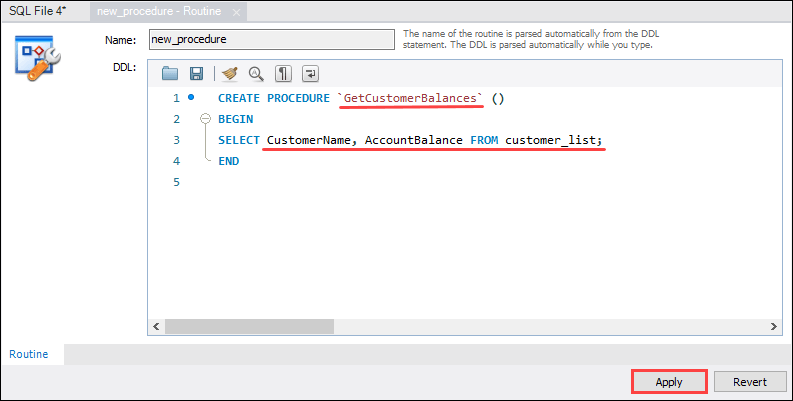 SQL File 4*
new_procedure - Routine
Name:
new_procedure
The name of the routine is parsed automatically from the DDL
statement. The DDL is parsed automatically while you type.
DDL:
1 CREATE PROCEDURE `GetCustomerBalances` ()
2 BEGIN
3 SELECT CustomerName, AccountBalance FROM customer_list;
4 END
5
Routine
Apply Revert